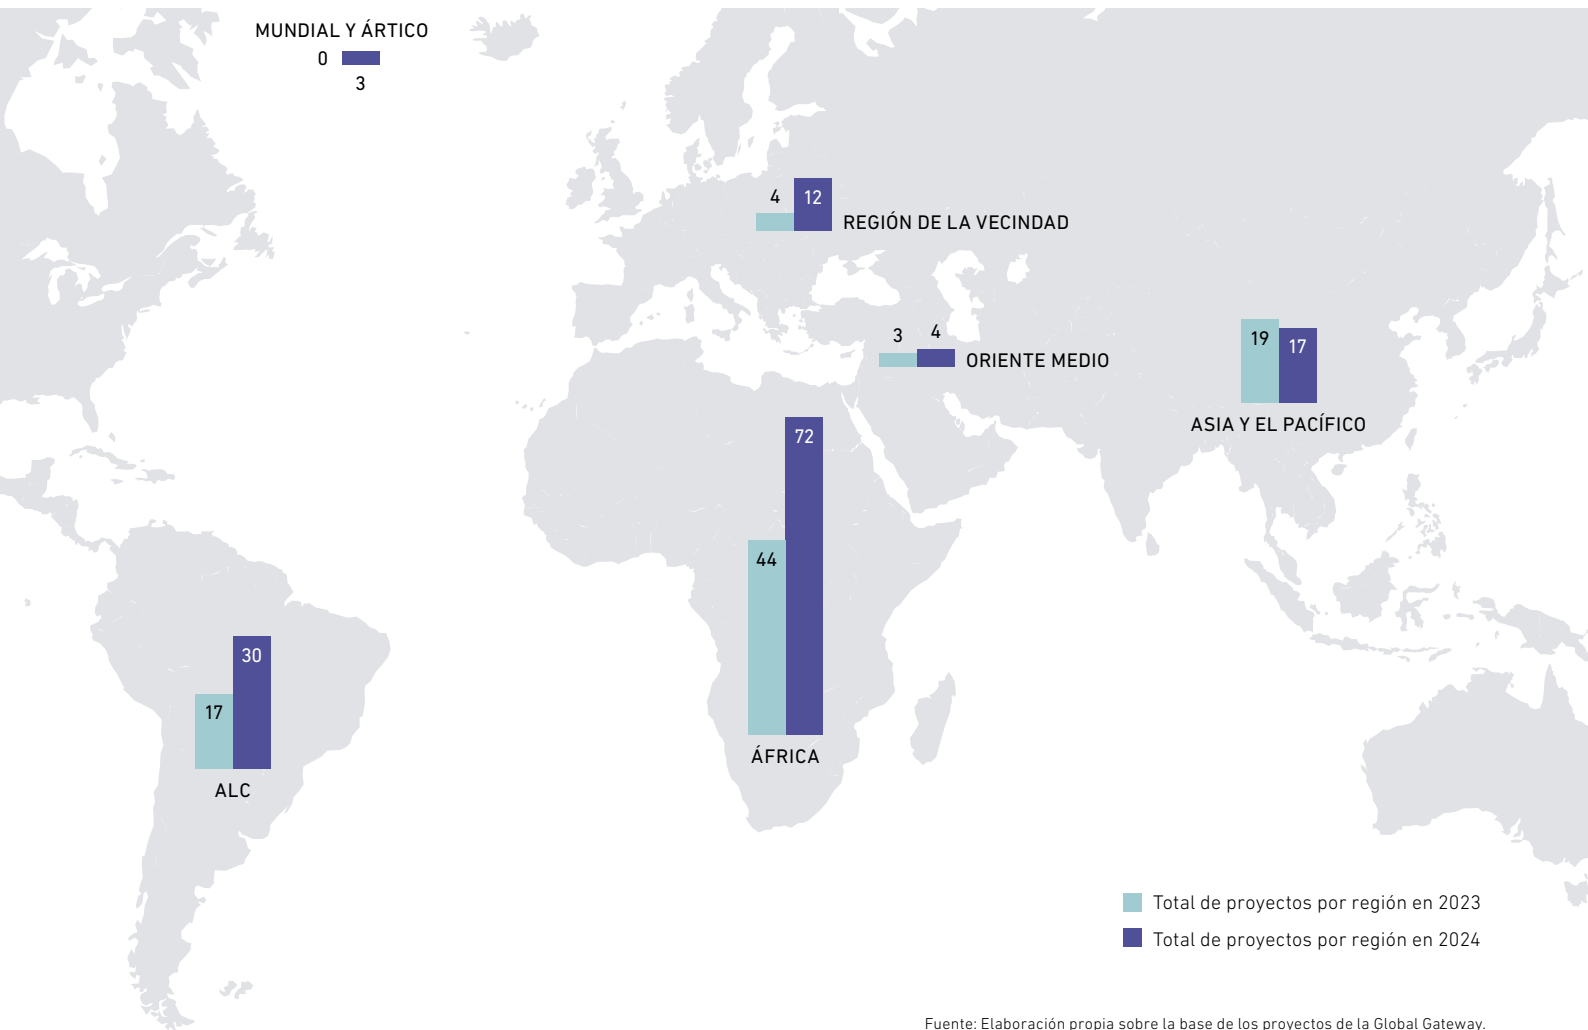 MUNDIAL Y ÁRTICO
0
3
4
12
REGIÓN DE LA VECINDAD
3
4
ORIENTE MEDIO
19
17
ASIA Y EL PACÍFICO
72
44
ÁFRICA
30
17
ALC
Total de proyectos por región en 2023
Total de proyectos por región en 2024
Fuente: Elaboración propia sobre la base de los proyectos de la Global Gateway.